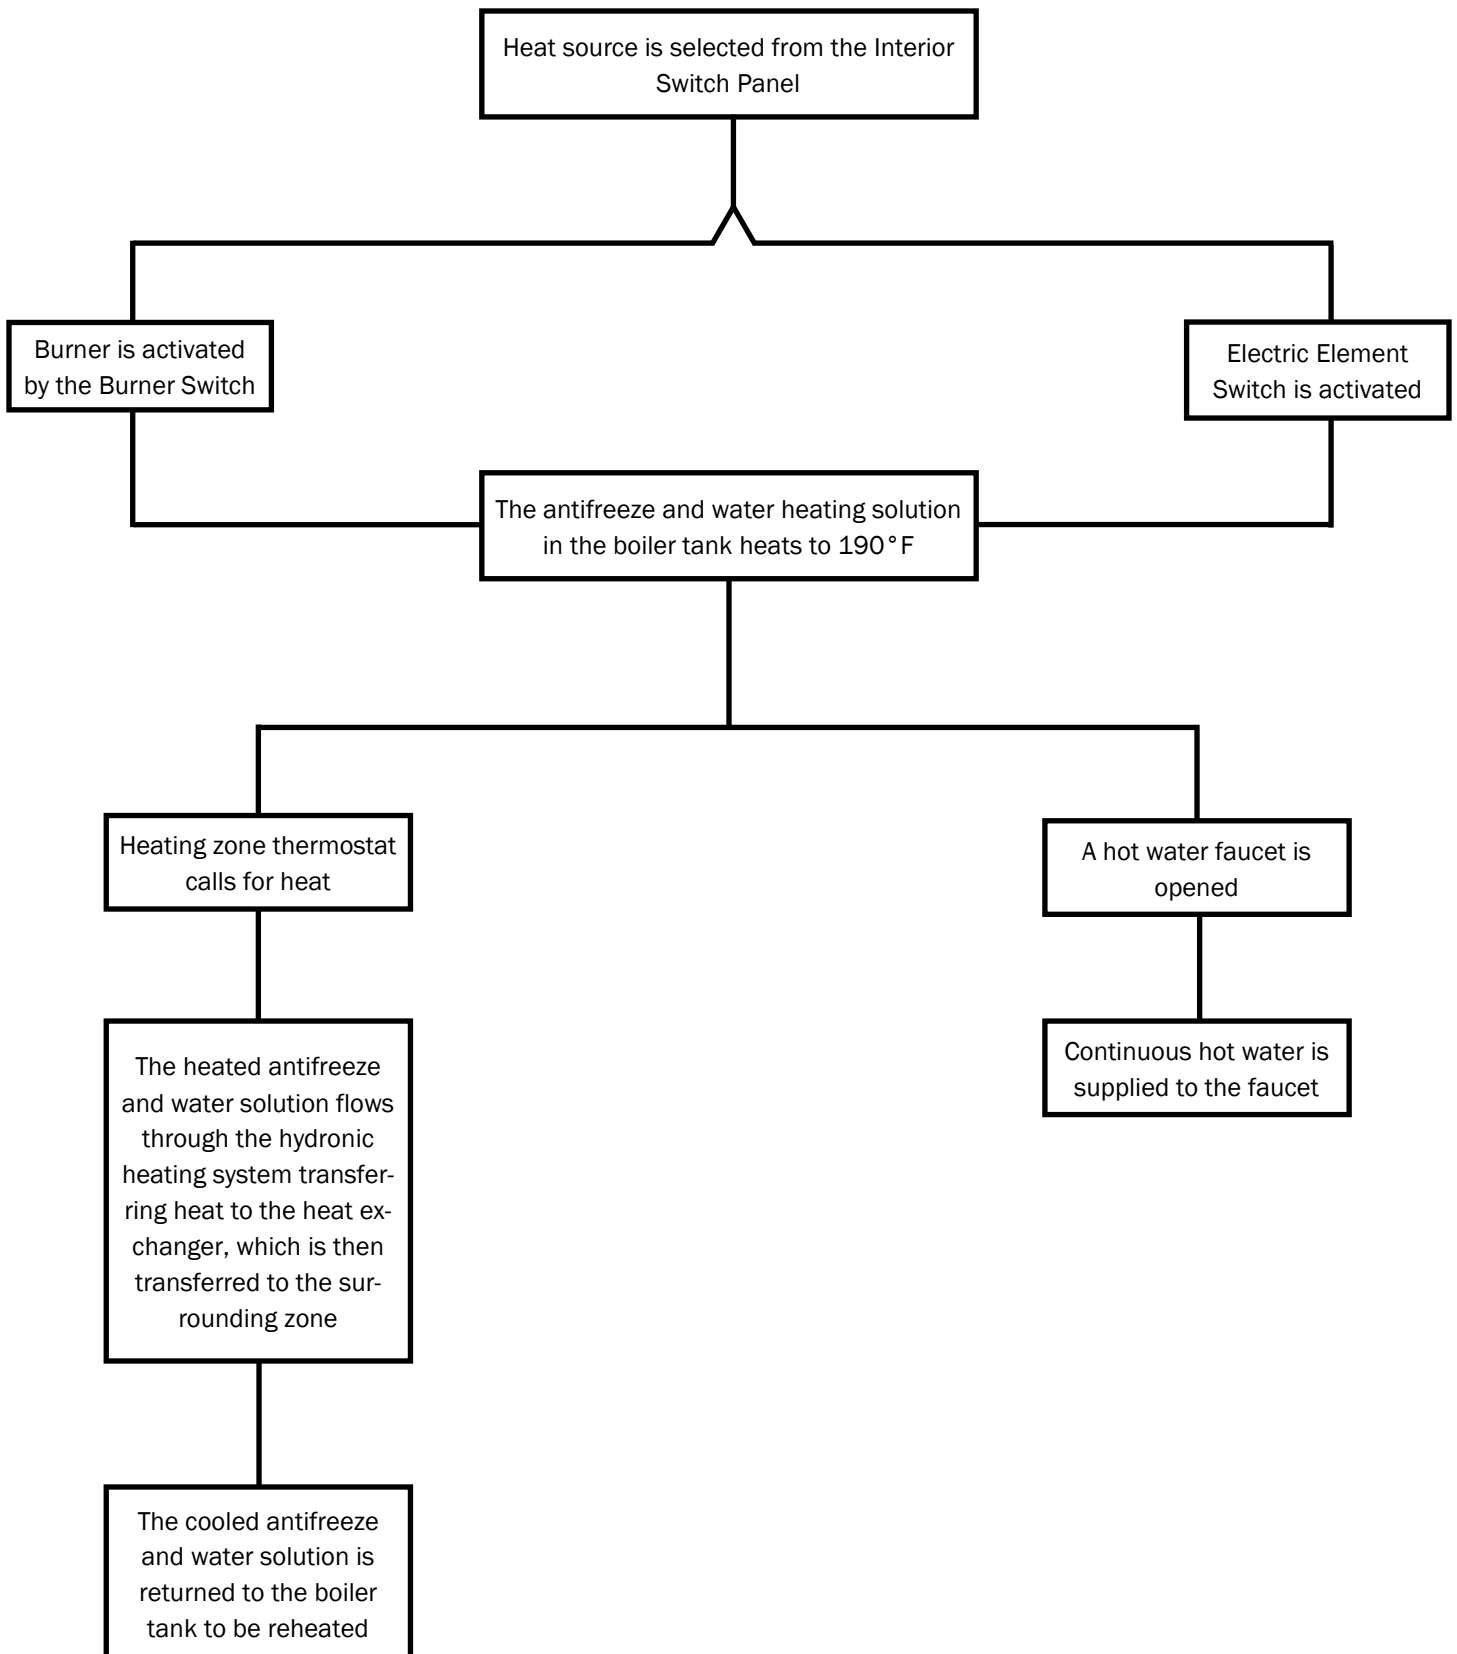 Heat source is selected from the Interior
Switch Panel
Burner is activated
by the Burner Switch
Electric Element
Switch is activated
The antifreeze and water heating solution
in the boiler tank heats to 190°F
Heating zone thermostat
calls for heat
A hot water faucet is
opened
The heated antifreeze
and water solution flows
through the hydronic
heating system transfer-
ring heat to the heat ex-
changer, which is then
transferred to the sur-
rounding zone
Continuous hot water is
supplied to the faucet
The cooled antifreeze
and water solution is
returned to the boiler
tank to be reheated